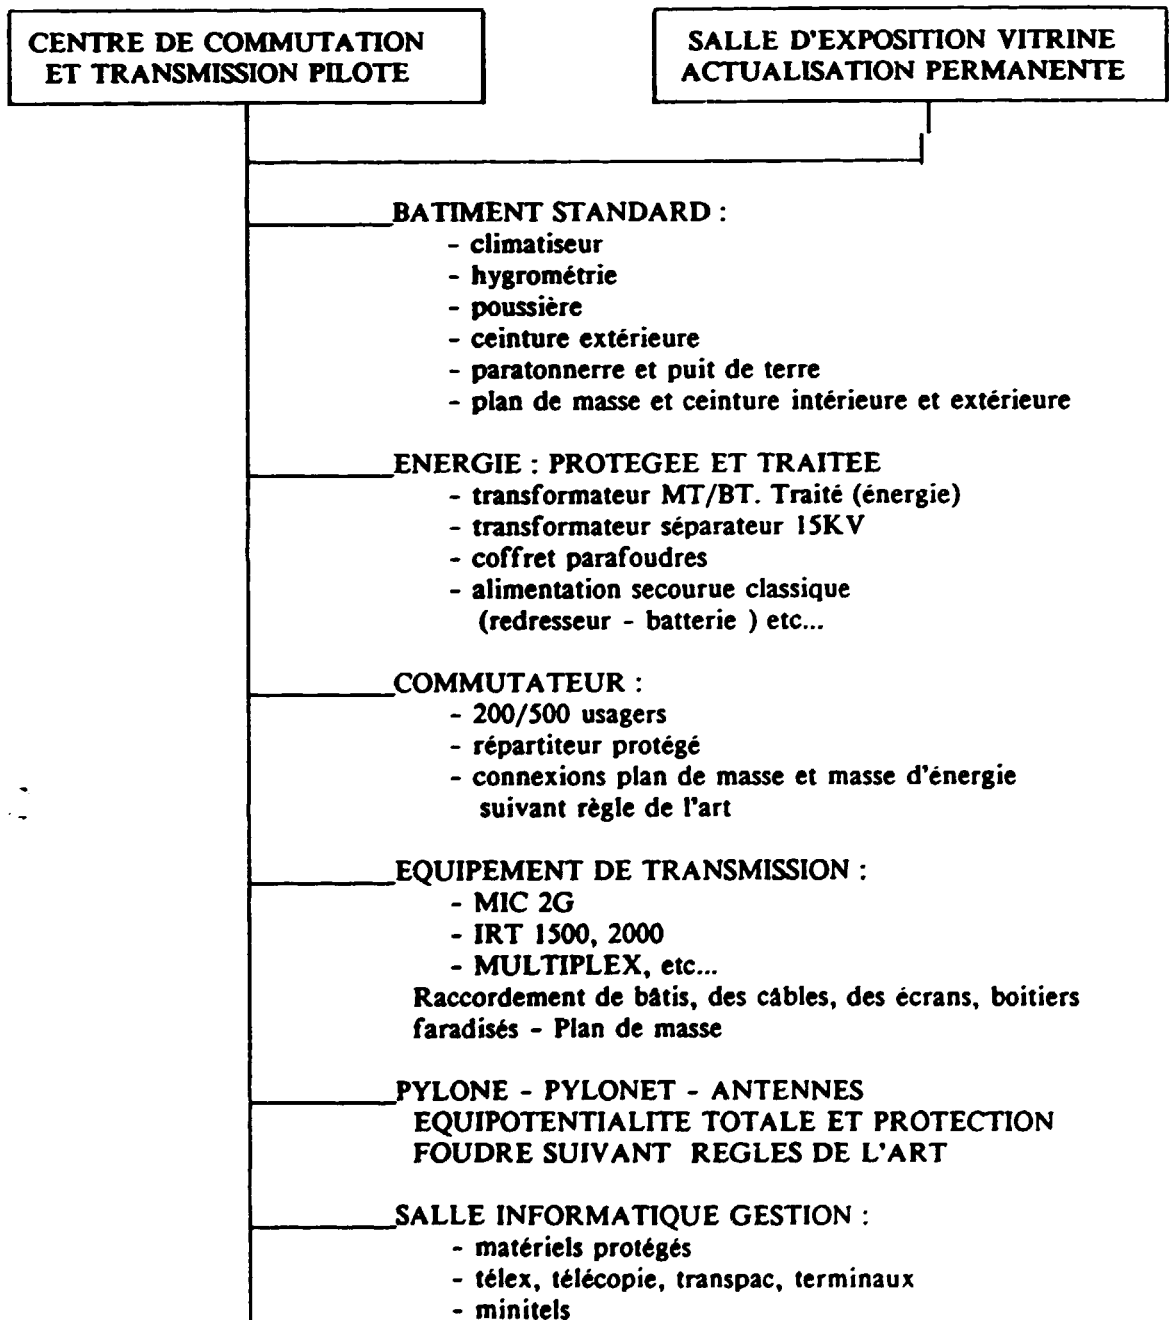 CENTRE DE COMMUTATION
ET TRANSMISSION PILOTE
SALLE D'EXPOSITION VITRINE
ACTUALISATION PERMANENTE
BATIMENT STANDARD :
- climatiseur
- hygrométrie
- poussière
- ceinture extérieure
- paratonnerre et puit de terre
- plan de masse et ceinture intérieure et extérieure
ENERGIE : PROTEGEE ET TRAITEE
- transformateur MT/BT. Traité (énergie)
- transformateur séparateur 15KV
- coffret parafoudres
- alimentation secourue classique
(redresseur - batterie ) etc...
COMMUTATEUR :
- 200/500 usagers
- répartiteur protégé
- connexions plan de masse et masse d'énergie
suivant règle de l'art
EQUIPEMENT DE TRANSMISSION :
- MIC 2G
- IRT 1500, 2000
- MULTIPLEX, etc...
Raccordement de bâtis, des câbles, des écrans, boitiers
faradisés - Plan de masse
PYLONE - PYLONET - ANTENNES
EQUIPOTENTIALITE TOTALE ET PROTECTION
FOUDRE SUIVANT REGLES DE L'ART
SALLE INFORMATIQUE GESTION :
- matériels protégés
- télex, télécopie, transpac, terminaux
- minitels